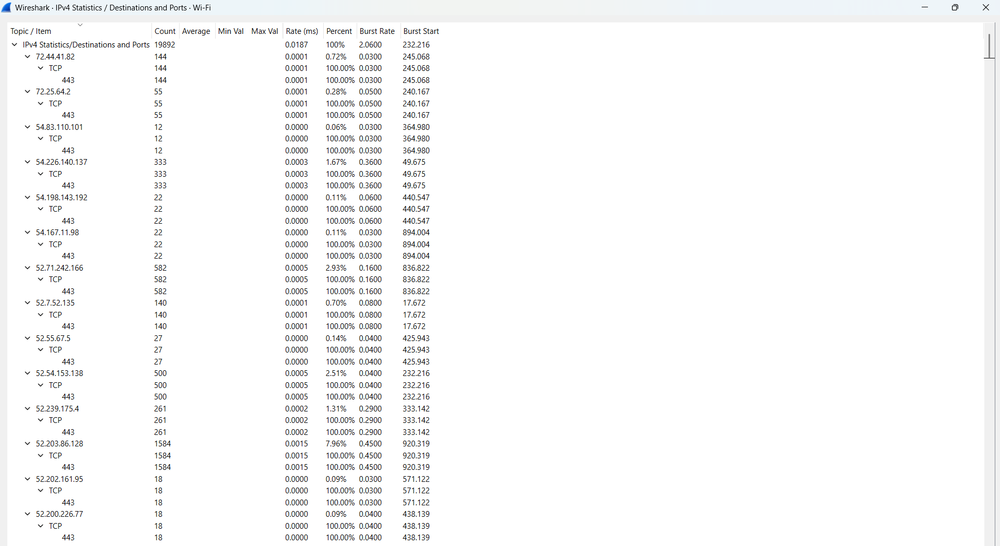 Wireshark · IPv4 Statistics / Destinations and Ports · Wi-Fi
Topic / Item Count Average Min Val Max Val Rate (ms) Percent Burst Rate Burst Start
IPv4 Statistics/Destinations and Ports 19892 0.0187 100% 2.0600 232.216
72.44.41.82 144 0.0001 0.72% 0.0300 245.068
TCP 144 0.0001 100.00% 0.0300 245.068
443 144 0.0001 100.00% 0.0300 245.068
72.25.64.2 55 0.0001 0.28% 0.0500 240.167
TCP 55 0.0001 100.00% 0.0500 240.167
443 55 0.0001 100.00% 0.0500 240.167
54.83.110.101 12 0.0000 0.06% 0.0300 364.980
TCP 12 0.0000 100.00% 0.0300 364.980
443 12 0.0000 100.00% 0.0300 364.980
54.226.140.137 333 0.0003 1.67% 0.3600 49.675
TCP 333 0.0003 100.00% 0.3600 49.675
443 333 0.0003 100.00% 0.3600 49.675
54.198.143.192 22 0.0000 0.11% 0.0600 440.547
TCP 22 0.0000 100.00% 0.0600 440.547
443 22 0.0000 100.00% 0.0600 440.547
54.167.11.98 22 0.0000 0.11% 0.0300 894.004
TCP 22 0.0000 100.00% 0.0300 894.004
443 22 0.0000 100.00% 0.0300 894.004
52.71.242.166 582 0.0005 2.93% 0.1600 836.822
TCP 582 0.0005 100.00% 0.1600 836.822
443 582 0.0005 100.00% 0.1600 836.822
52.7.52.135 140 0.0001 0.70% 0.0800 17.672
TCP 140 0.0001 100.00% 0.0800 17.672
443 140 0.0001 100.00% 0.0800 17.672
52.55.67.5 27 0.0000 0.14% 0.0400 425.943
TCP 27 0.0000 100.00% 0.0400 425.943
443 27 0.0000 100.00% 0.0400 425.943
52.54.153.138 500 0.0005 2.51% 0.0400 232.216
TCP 500 0.0005 100.00% 0.0400 232.216
443 500 0.0005 100.00% 0.0400 232.216
52.239.175.4 261 0.0002 1.31% 0.2900 333.142
TCP 261 0.0002 100.00% 0.2900 333.142
443 261 0.0002 100.00% 0.2900 333.142
52.203.86.128 1584 0.0015 7.96% 0.4500 920.319
TCP 1584 0.0015 100.00% 0.4500 920.319
443 1584 0.0015 100.00% 0.4500 920.319
52.202.161.95 18 0.0000 0.09% 0.0300 571.122
TCP 18 0.0000 100.00% 0.0300 571.122
443 18 0.0000 100.00% 0.0300 571.122
52.200.226.77 18 0.0000 0.09% 0.0400 438.139
TCP 18 0.0000 100.00% 0.0400 438.139
443 18 0.0000 100.00% 0.0400 438.139